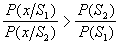 P(x/S₁) / P(x/S₂) > P(S₂) / P(S₁)